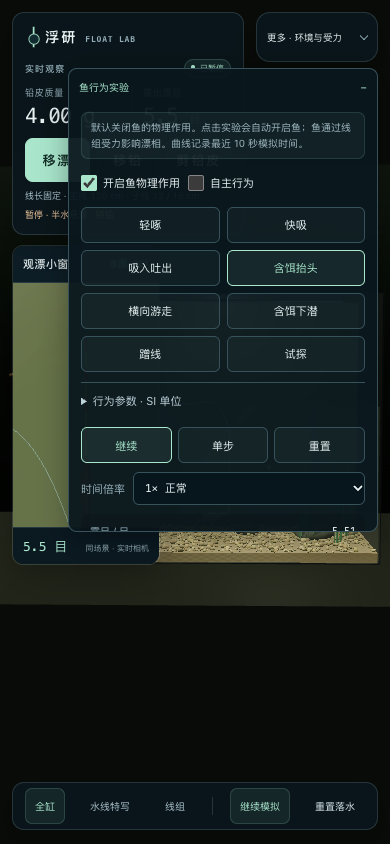 浮研 FLOAT LAB
更多 · 环境与受力
实时观察
已暂停
铅皮质量
4.00
移漂
线长固定 ·
暂停 · 半水
鱼行为实验 −
默认关闭鱼的物理作用。点击实验会自动开启鱼；鱼通过线
组受力影响漂相。曲线记录最近 10 秒模拟时间。
开启鱼物理作用 自主行为
轻啄 快吸
吸入吐出 含饵抬头
横向游走 含饵下潜
蹭线 试探
行为参数 · SI 单位
继续 单步 重置
时间倍率 1× 正常
观漂小窗
5.51
5.5 目 同场景 · 实时相机
全缸 水线特写 线组 继续模拟 重置落水